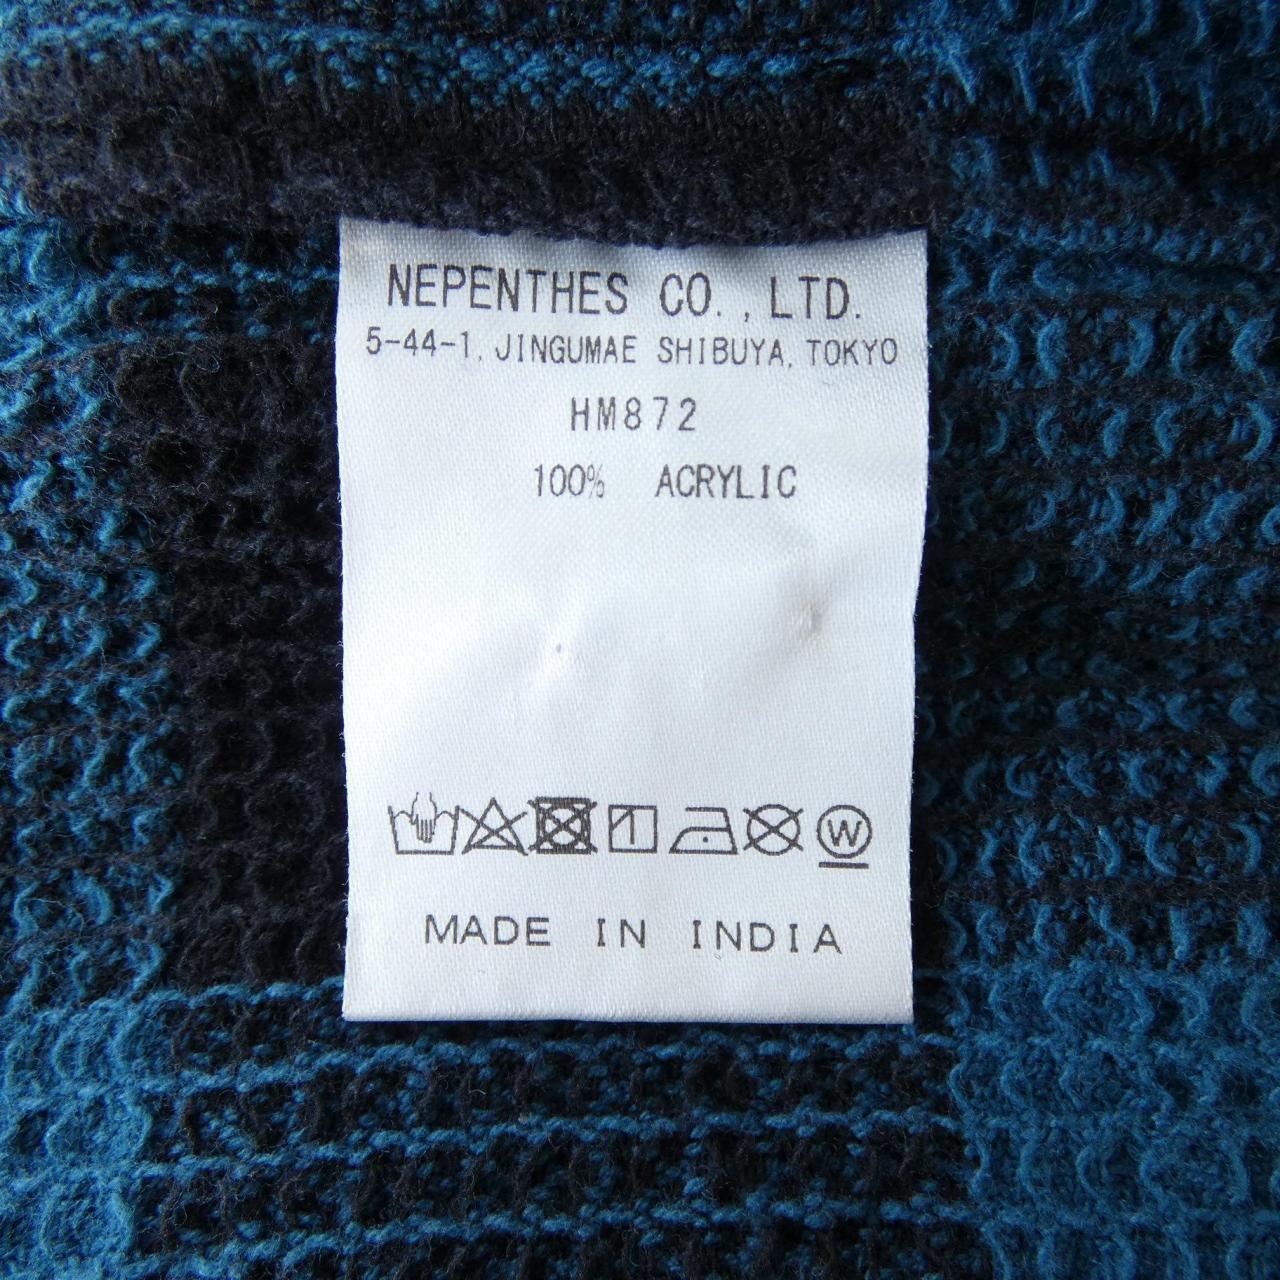 NEPENTHES CO., LTD.
5-44-1, JINGUMAE SHIBUYA, TOKYO
HM872
100% ACRYLIC
W
MADE IN INDIA